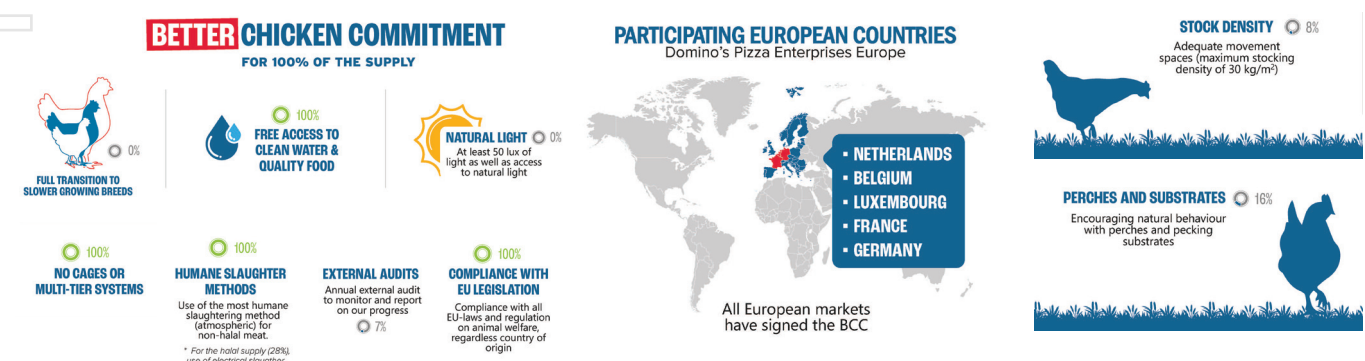 BETTER CHICKEN COMMITMENT
FOR 100% OF THE SUPPLY
0%
FULL TRANSITION TO
SLOWER GROWING BREEDS
100%
FREE ACCESS TO
CLEAN WATER &
QUALITY FOOD
NATURAL LIGHT 0%
At least 50 lux of
light as well as access
to natural light
100%
NO CAGES OR
MULTI-TIER SYSTEMS
100%
HUMANE SLAUGHTER
METHODS
Use of the most humane
slaughtering method
(atmospheric) for
non-halal meat.
* For the halal supply (28%),
use of electrical slaugther
EXTERNAL AUDITS
Annual external audit
to monitor and report
on our progress
7%
100%
COMPLIANCE WITH
EU LEGISLATION
Compliance with all
EU-laws and regulation
on animal welfare,
regardless country of
origin
PARTICIPATING EUROPEAN COUNTRIES
Domino's Pizza Enterprises Europe
▪ NETHERLANDS
▪ BELGIUM
▪ LUXEMBOURG
▪ FRANCE
▪ GERMANY
All European markets
have signed the BCC
STOCK DENSITY 8%
Adequate movement
spaces (maximum stocking
density of 30 kg/m²)
PERCHES AND SUBSTRATES 16%
Encouraging natural behaviour
with perches and pecking
substrates